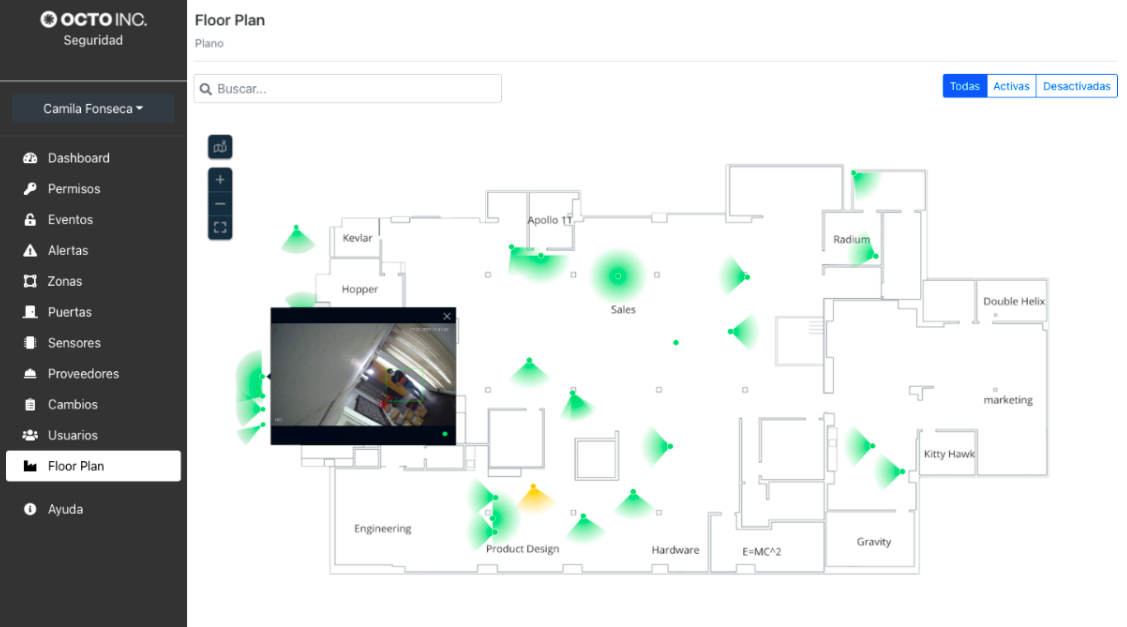 OCTO INC.
Seguridad
Camila Fonseca
Dashboard
Permisos
Eventos
Alertas
Zonas
Puertas
Sensores
Proveedores
Cambios
Usuarios
Floor Plan
Ayuda
Floor Plan
Plano
Buscar...
Todas
Activas
Desactivadas
Apollo 11
Kevlar
Radium
Hopper
Double Helix
Sales
marketing
Kitty Hawk
Engineering
Product Design
Hardware
E=MC^2
Gravity